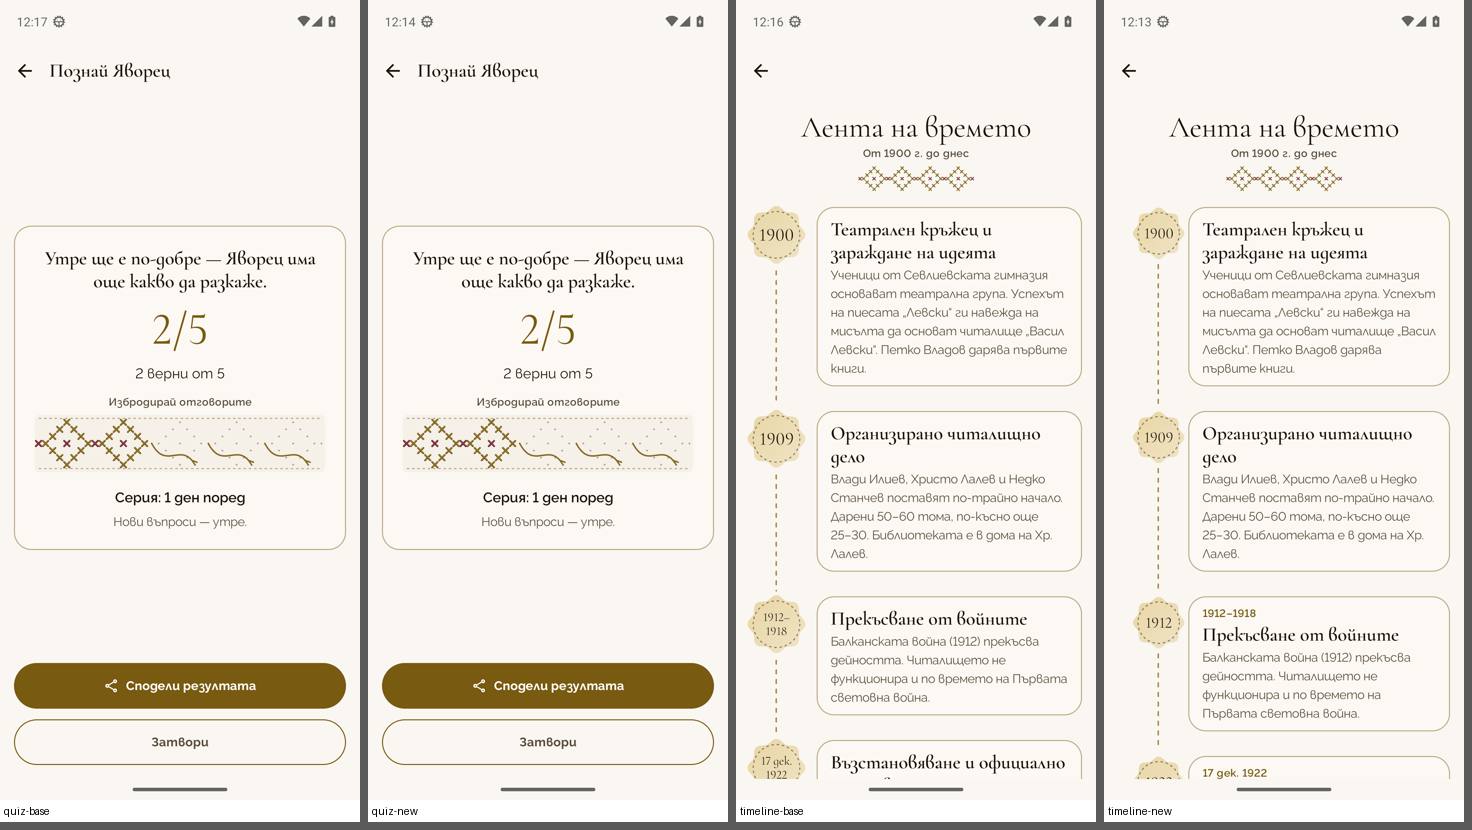 12:17
Познай Яворец
Утре ще е по-добре — Яворец има
още какво да разкаже.
2/5
2 верни от 5
Избродирай отговорите
Серия: 1 ден поред
Нови въпроси — утре.
Сподели резултата
Затвори
quiz-base
12:14
Познай Яворец
Утре ще е по-добре — Яворец има
още какво да разкаже.
2/5
2 верни от 5
Избродирай отговорите
Серия: 1 ден поред
Нови въпроси — утре.
Сподели резултата
Затвори
quiz-new
12:16
Лента на времето
От 1900 г. до днес
1900
Театрален кръжец и
зараждане на идеята
Ученици от Севлиевската гимназия
основават театрална група. Успехът
на пиесата „Левски“ ги навежда на
мисълта да основат читалище „Васил
Левски“. Петко Владов дарява първите
книги.
1909
Организирано читалищно
дело
Влади Илиев, Христо Лалев и Недко
Станчев поставят по-трайно начало.
Дарени 50–60 тома, по-късно още
25–30. Библиотеката е в дома на Хр.
Лалев.
1912–
1918
Прекъсване от войните
Балканската война (1912) прекъсва
дейността. Читалището не
функционира и по времето на Първата
световна война.
17 дек.
1922
Възстановяване и официално
timeline-base
12:13
Лента на времето
От 1900 г. до днес
1900
Театрален кръжец и
зараждане на идеята
Ученици от Севлиевската гимназия
основават театрална група. Успехът
на пиесата „Левски“ ги навежда на
мисълта да основат читалище „Васил
Левски“. Петко Владов дарява
първите книги.
1909
Организирано читалищно
дело
Влади Илиев, Христо Лалев и Недко
Станчев поставят по-трайно начало.
Дарени 50–60 тома, по-късно още
25–30. Библиотеката е в дома на Хр.
Лалев.
1912
1912–1918
Прекъсване от войните
Балканската война (1912) прекъсва
дейността. Читалището не
функционира и по времето на
Първата световна война.
1922
17 дек. 1922
timeline-new